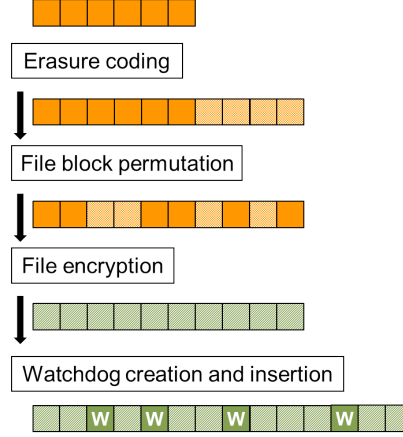 Erasure coding
File block permutation
File encryption
Watchdog creation and insertion
W W W W